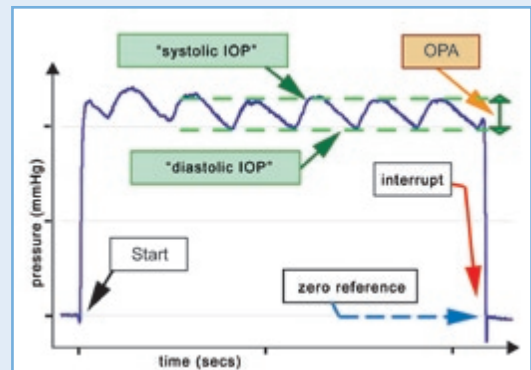 "systolic IOP"
OPA
"diastolic IOP"
interrupt
Start
zero reference
pressure (mmHg)
time (secs)